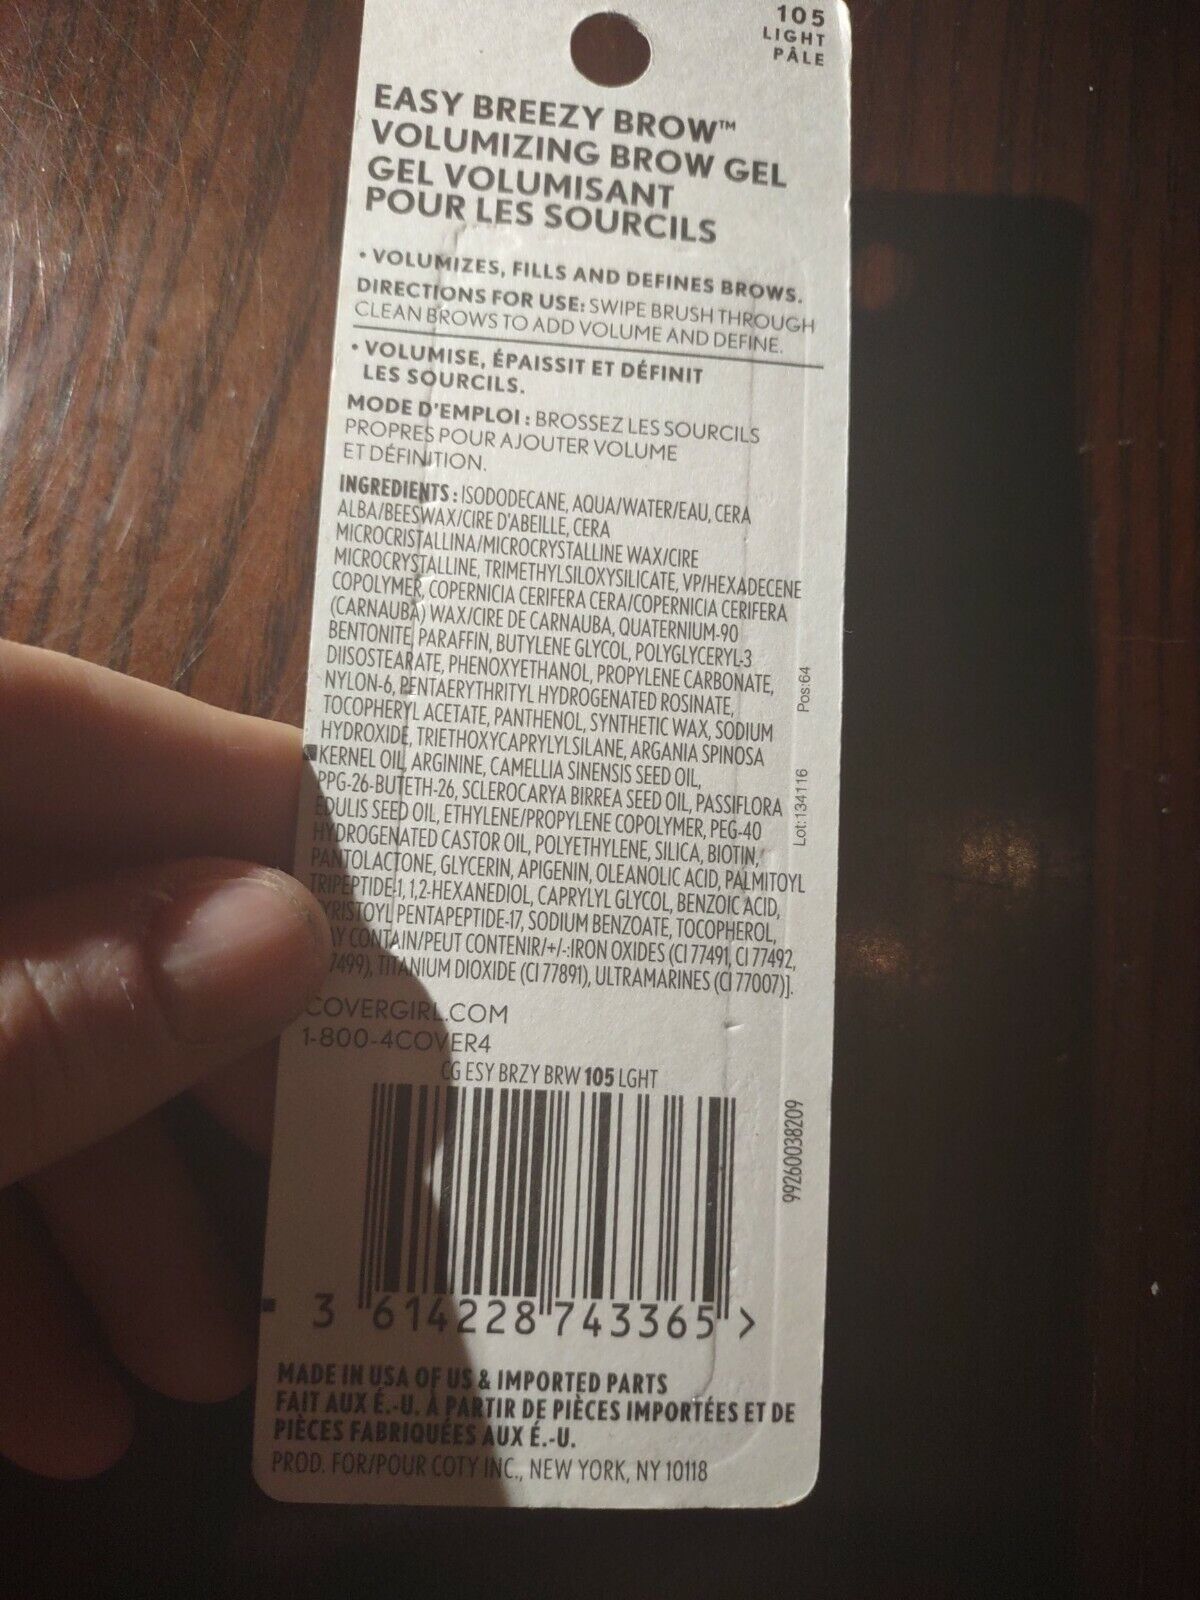 105
LIGHT
PÂLE
EASY BREEZY BROW™
VOLUMIZING BROW GEL
GEL VOLUMISANT
POUR LES SOURCILS
• VOLUMIZES, FILLS AND DEFINES BROWS.
DIRECTIONS FOR USE: SWIPE BRUSH THROUGH
CLEAN BROWS TO ADD VOLUME AND DEFINE.
• VOLUMISE, ÉPAISSIT ET DÉFINIT
LES SOURCILS.
MODE D'EMPLOI : BROSSEZ LES SOURCILS
PROPRES POUR AJOUTER VOLUME
ET DÉFINITION.
INGREDIENTS : ISODODECANE, AQUA/WATER/EAU, CERA
ALBA/BEESWAX/CIRE D'ABEILLE, CERA
MICROCRISTALLINA/MICROCRYSTALLINE WAX/CIRE
MICROCRYSTALLINE, TRIMETHYLSILOXYSILICATE, VP/HEXADECENE
COPOLYMER, COPERNICIA CERIFERA CERA/COPERNICIA CERIFERA
(CARNAUBA) WAX/CIRE DE CARNAUBA, QUATERNIUM-90
BENTONITE, PARAFFIN, BUTYLENE GLYCOL, POLYGLYCERYL-3
DIISOSTEARATE, PHENOXYETHANOL, PROPYLENE CARBONATE,
NYLON-6, PENTAERYTHRITYL HYDROGENATED ROSINATE,
TOCOPHERYL ACETATE, PANTHENOL, SYNTHETIC WAX, SODIUM
HYDROXIDE, TRIETHOXYCAPRYLYLSILANE, ARGANIA SPINOSA
KERNEL OIL, ARGININE, CAMELLIA SINENSIS SEED OIL,
PPG-26-BUTETH-26, SCLEROCARYA BIRREA SEED OIL, PASSIFLORA
EDULIS SEED OIL, ETHYLENE/PROPYLENE COPOLYMER, PEG-40
HYDROGENATED CASTOR OIL, POLYETHYLENE, SILICA, BIOTIN,
PANTOLACTONE, GLYCERIN, APIGENIN, OLEANOLIC ACID, PALMITOYL
TRIPEPTIDE-1, 1,2-HEXANEDIOL, CAPRYLYL GLYCOL, BENZOIC ACID,
YRISTOYL PENTAPEPTIDE-17, SODIUM BENZOATE, TOCOPHEROL,
AY CONTAIN/PEUT CONTENIR/+/-:IRON OXIDES (CI 77491, CI 77492,
7499), TITANIUM DIOXIDE (CI 77891), ULTRAMARINES (CI 77007)].
Pos:64
Lot:134116
COVERGIRL.COM
1-800-4COVER4
CG ESY BRZY BRW 105 LGHT
99260038209
3 614228 743365 >
MADE IN USA OF US & IMPORTED PARTS
FAIT AUX É.-U. À PARTIR DE PIÈCES IMPORTÉES ET DE
PIÈCES FABRIQUÉES AUX É.-U.
PROD. FOR/POUR COTY INC., NEW YORK, NY 10118